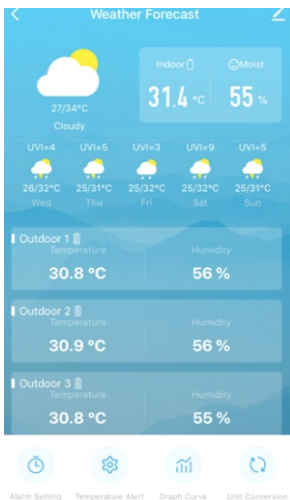 Weather Forecast
Indoor Moist
31.4 °C 55 %
27/34°C
Cloudy
UVI=4 UVI=5 UVI=3 UVI=9 UVI=5
26/32°C 25/31°C 25/32°C 25/32°C 25/31°C
Wed Thu Fri Sat Sun
Outdoor 1
Temperature Humidity
30.8 °C 56 %
Outdoor 2
Temperature Humidity
30.9 °C 56 %
Outdoor 3
Temperature Humidity
30.8 °C 55 %
Alarm Setting Temperature Alert Graph Curve Unit Conversion